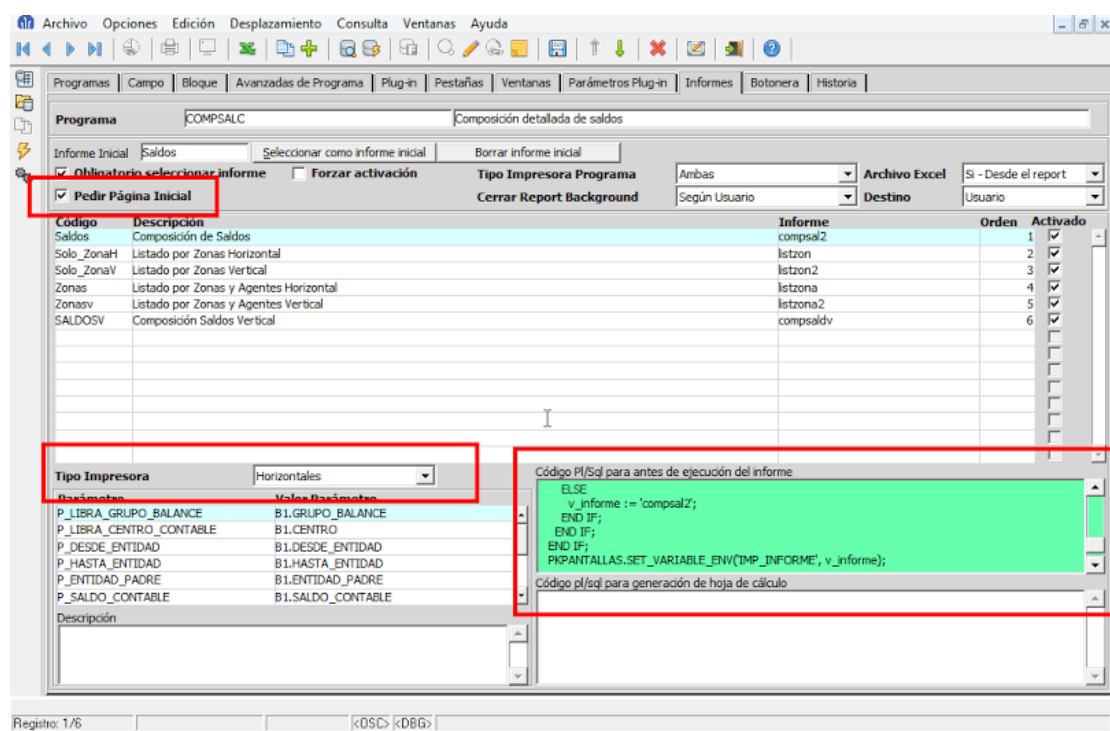 Archivo Opciones Edición Desplazamiento Consulta Ventanas Ayuda
Programas Campo Bloque Avanzadas de Programa Plug-in Pestañas Ventanas Parámetros Plug-in Informes Botonera Historia
Programa COMPSALC Composición detallada de saldos
Informe Inicial Saldos Seleccionar como informe inicial Borrar informe inicial
Obligatorio seleccionar informe Forzar activación Tipo Impresora Programa Ambas Archivo Excel Si - Desde el report
Pedir Página Inicial Cerrar Report Background Según Usuario Destino Usuario
Código Descripción Informe Orden Activado
Saldos Composición de Saldos compsal2 1
Solo_ZonaH Listado por Zonas Horizontal listzon 2
Solo_ZonaV Listado por Zonas Vertical listzon2 3
Zonas Listado por Zonas y Agentes Horizontal listzona 4
Zonasv Listado por Zonas y Agentes Vertical listzona2 5
SALDOSV Composición Saldos Vertical compsaldv 6
Tipo Impresora Horizontales
Parámetro Valor Parámetro
P_LIBRA_GRUPO_BALANCE B1.GRUPO_BALANCE
P_LIBRA_CENTRO_CONTABLE B1.CENTRO
P_DESDE_ENTIDAD B1.DESDE_ENTIDAD
P_HASTA_ENTIDAD B1.HASTA_ENTIDAD
P_ENTIDAD_PADRE B1.ENTIDAD_PADRE
P_SALDO_CONTABLE B1.SALDO_CONTABLE
Descripción
Código Pl/Sql para antes de ejecución del informe
ELSE
v_informe := 'compsal2';
END IF;
END IF;
END IF;
PKPANTALLAS.SET_VARIABLE_ENV('IMP_INFORME', v_informe);
Código pl/sql para generación de hoja de cálculo
Registro: 1/6 <OSC> <DBG>